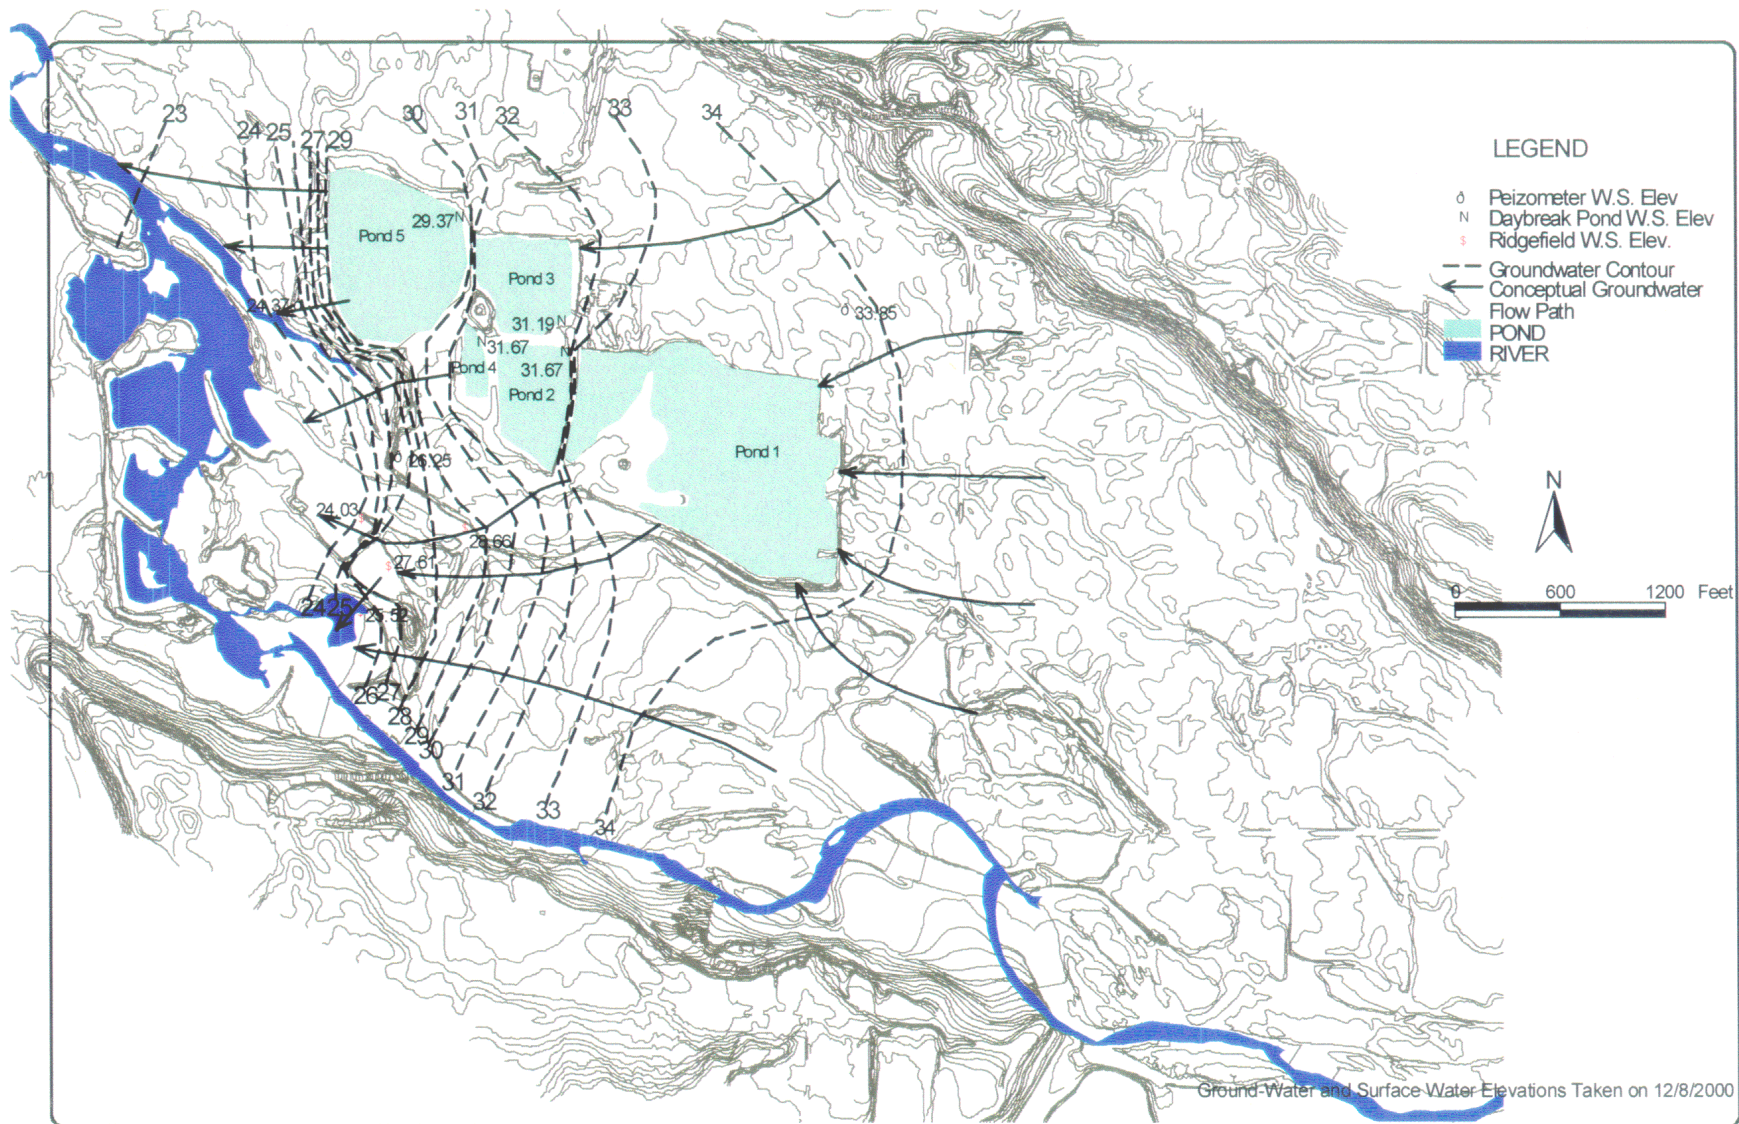 23
24 25 27 29
30 31 32 33 34
LEGEND
Peizometer W.S. Elev
N Daybreak Pond W.S. Elev
$ Ridgefield W.S. Elev.
Groundwater Contour
Conceptual Groundwater
Flow Path
POND
RIVER
29.37 N
Pond 5
Pond 3
24.37
33.85
31.19 N
N
31.67
N
Pond 4
31.67
Pond 2
Pond 1
26.25
N
24.03
$
28.66
$
27.61
$
0 600 1200 Feet
24 25
25.52
26 27
28
29
30
31
32
33
34
Ground-Water and Surface Water Elevations Taken on 12/8/2000